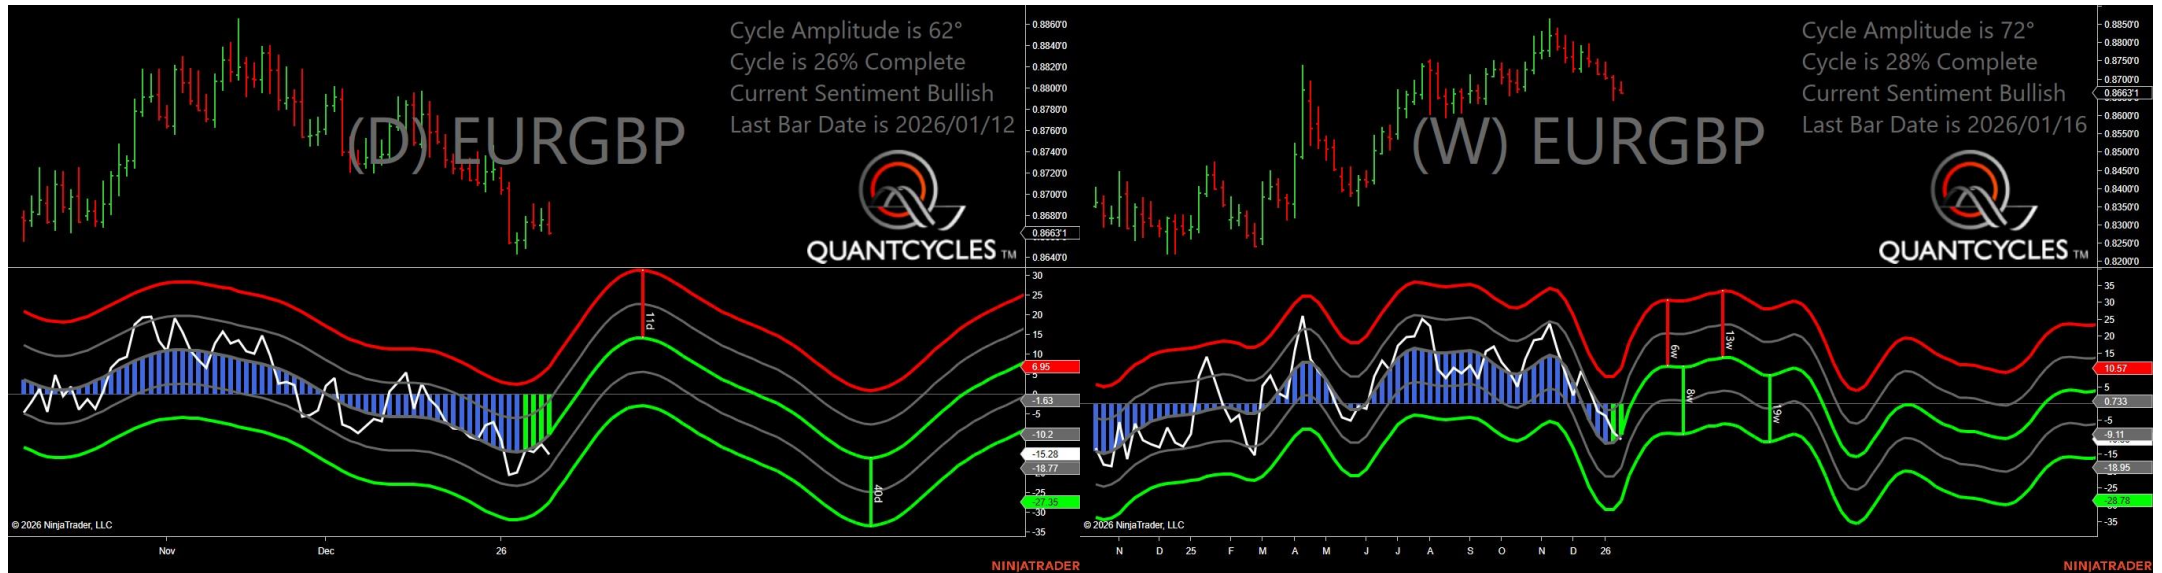 Cycle Amplitude is 62°
Cycle is 26% Complete
Current Sentiment Bullish
Last Bar Date is 2026/01/12
(D) EURGBP
QUANTCYCLES TM
0.8860'0
0.8840'0
0.8820'0
0.8800'0
0.8780'0
0.8760'0
0.8740'0
0.8720'0
0.8700'0
0.8680'0
0.8663'1
0.8640'0
30
25
20
15
10
6.95
5
-1.63
-5
-10.2
-15.28
-18.77
-25
-27.35
-30
-35
11d
40d
© 2026 NinjaTrader, LLC
Nov
Dec
26
NINJATRADER
Cycle Amplitude is 72°
Cycle is 28% Complete
Current Sentiment Bullish
Last Bar Date is 2026/01/16
(W) EURGBP
QUANTCYCLES TM
0.8850'0
0.8800'0
0.8750'0
0.8700'0
0.8663'1
0.8600'0
0.8550'0
0.8500'0
0.8450'0
0.8400'0
0.8350'0
0.8300'0
0.8250'0
0.8200'0
35
30
25
20
15
10.57
5
0.733
-5
-9.11
-15
-18.95
-25
-28.78
-35
6w
13w
8w
19w
© 2026 NinjaTrader, LLC
N D 25 F M A M J J A S O N D 26
NINJATRADER